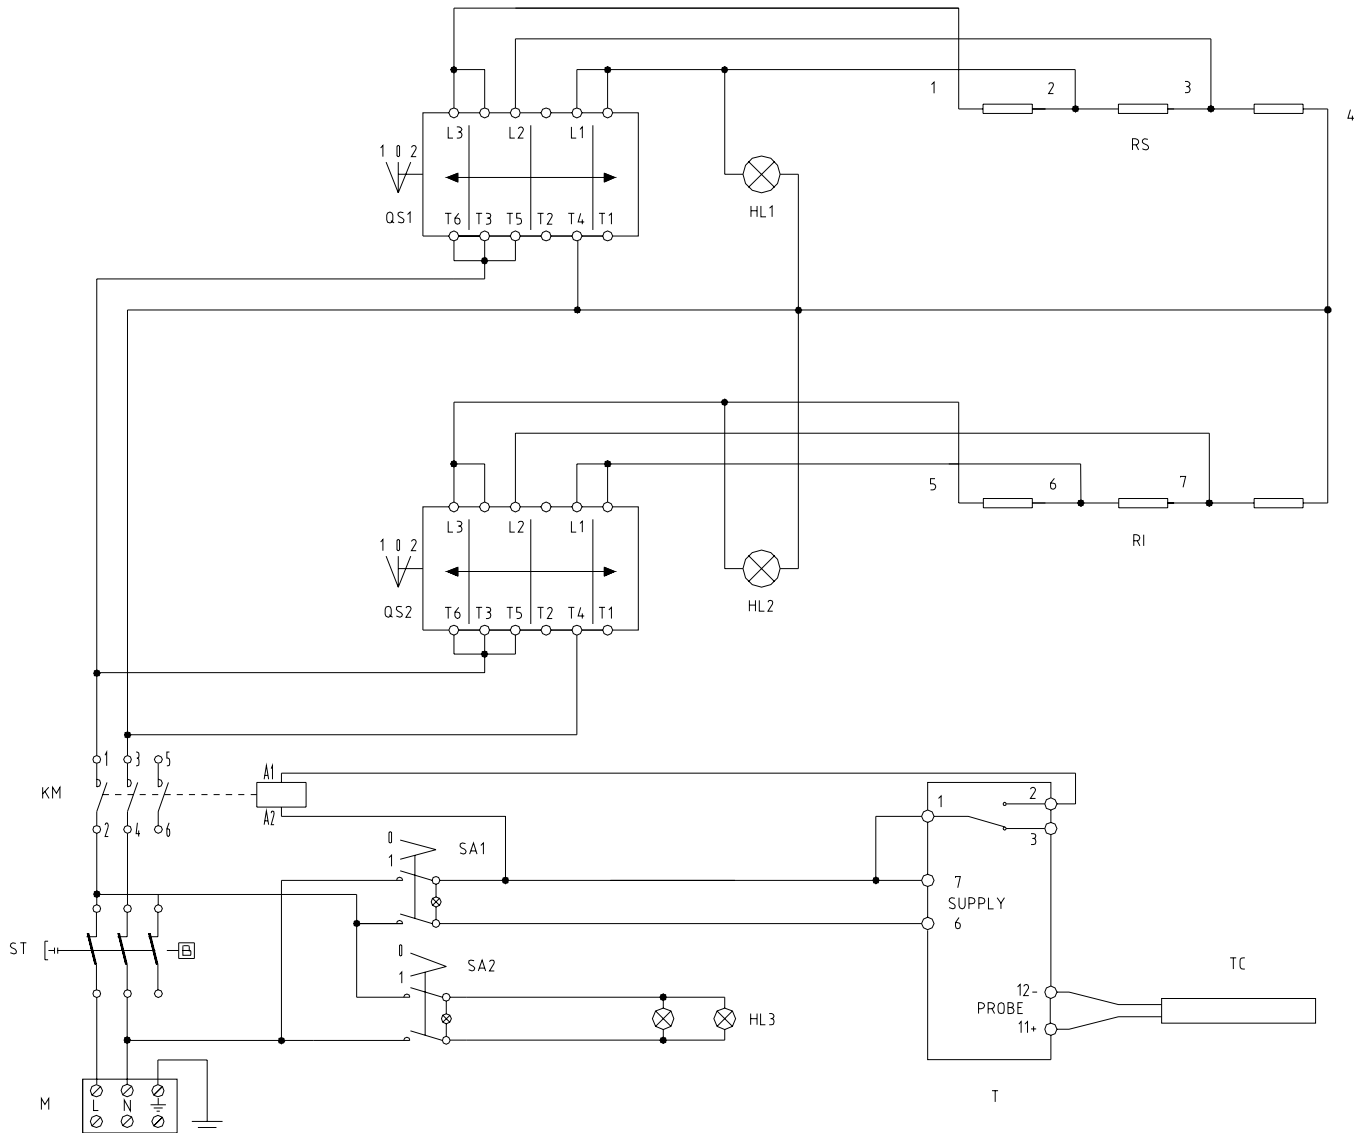 1 2 3
4
L3 L2 L1
RS
1 0 2
HL1
QS1
T6 T3 T5 T2 T4 T1
5 6 7
L3 L2 L1
RI
1 0 2
HL2
QS2
T6 T3 T5 T2 T4 T1
1 3 5
KM
A1
A2
2 4 6
1 2
3
0
1
SA1
7
SUPPLY
6
ST
B
0
1
SA2
TC
12-
PROBE
11+
HL3
M
L N
T